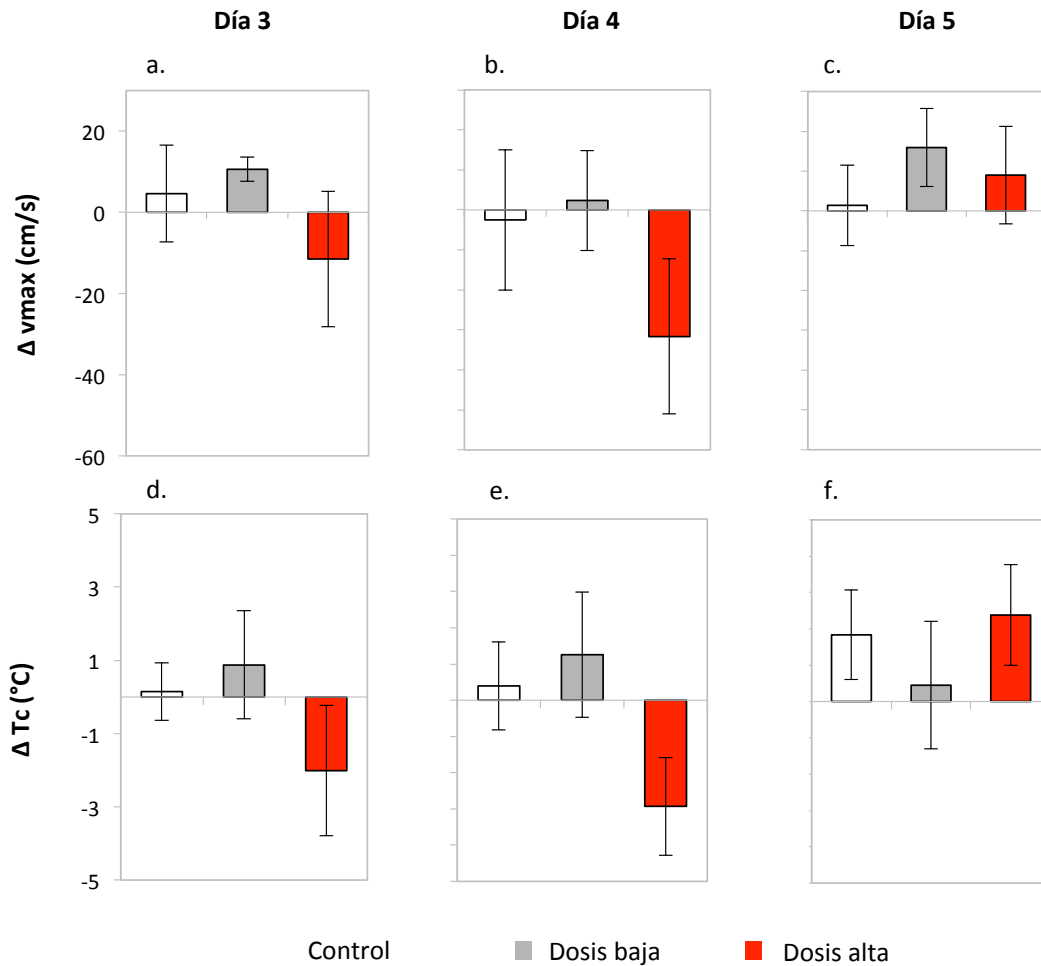 Día 3 Día 4 Día 5
a. b. c.
20
0
-20
-40
-60
Δ vmax (cm/s)
d. e. f.
5
3
1
-1
-3
-5
Δ Tc (°C)
Control Dosis baja Dosis alta